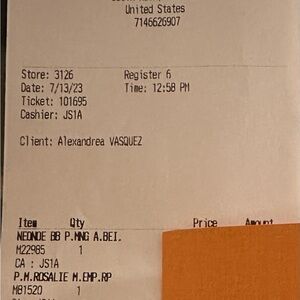 United States
7146626907
Store: 3126 Register 6
Date: 7/13/23 Time: 12:58 PM
Ticket: 101695
Cashier: JS1A
Client: Alexandrea VASQUEZ
Item Qty Price Amount
NEONOE BB P.MNG A.BEI.
M22985 1
CA : JS1A
P.M.ROSALIE M.EMP.RP
M81520 1